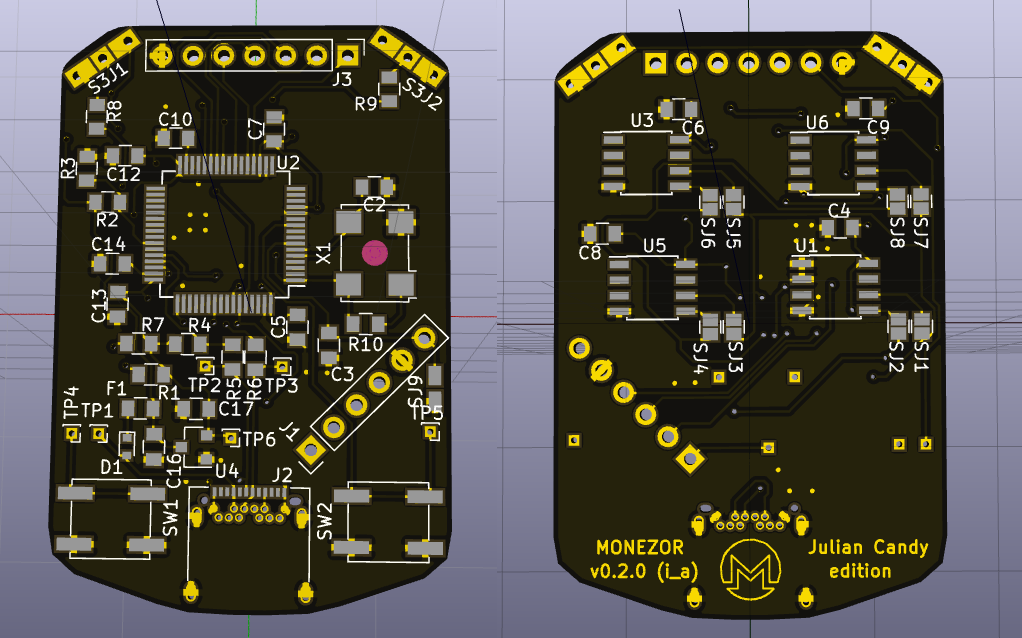 S3J1
J3
S3J2
R8
R9
C10
C7
U2
R3
C12
R2
C2
C14
X1
C13
C5
R7
R4
R10
C3
TP2
R5
R6
TP3
F1
R1
C17
SJ9
TP4
TP1
TP6
J1
TP5
D1
C16
U4
J2
SW1
SW2
U3
C6
U6
C9
SJ6
SJ5
C4
SJ8
SJ7
C8
U5
U1
SJ4
SJ3
SJ2
SJ1
MONEZOR
v0.2.0 (i_a)
Julian Candy
edition